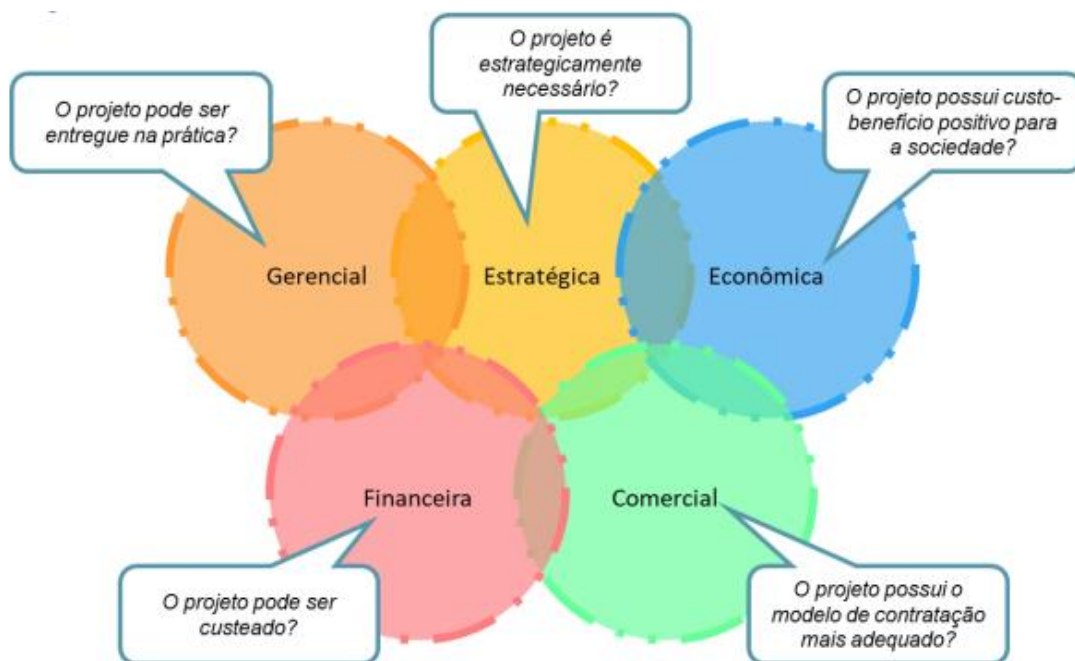 O projeto é
estrategicamente
necessário?
O projeto pode ser
entregue na prática?
O projeto possui custo-
benefício positivo para
a sociedade?
Gerencial
Estratégica
Econômica
Financeira
Comercial
O projeto pode ser
custeado?
O projeto possui o
modelo de contratação
mais adequado?